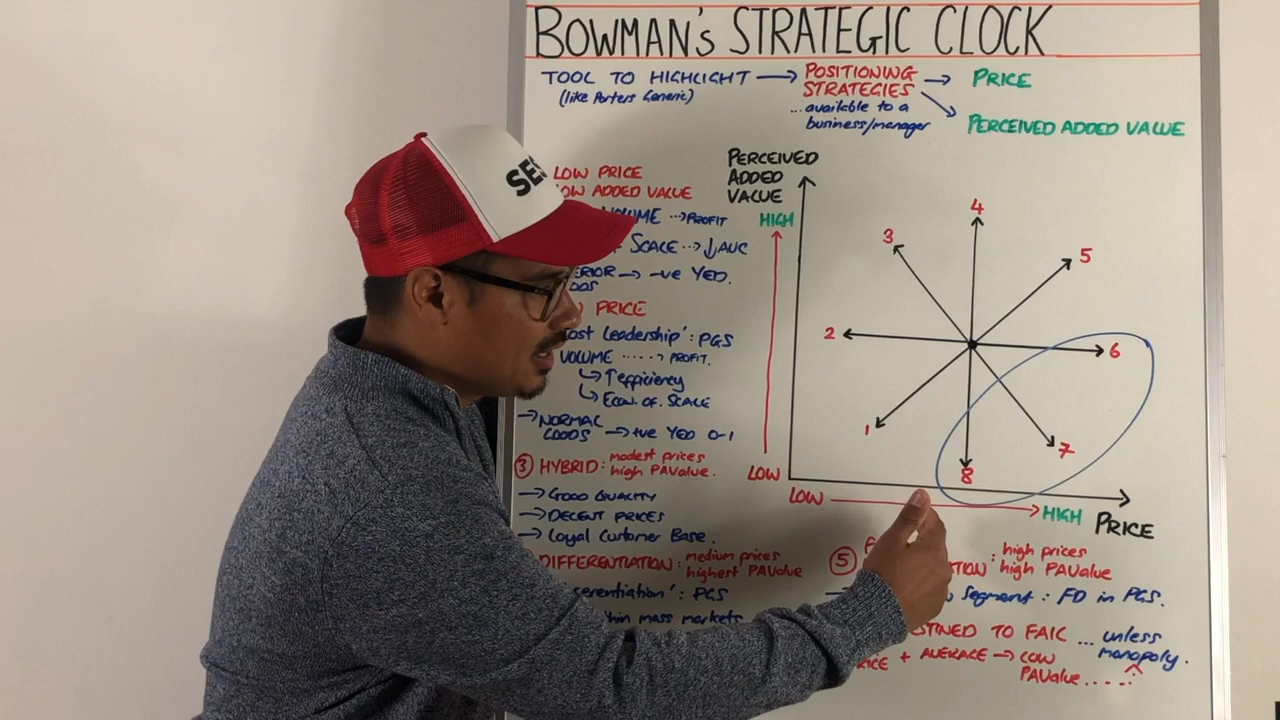 BOWMAN'S STRATEGIC CLOCK
TOOL TO HIGHLIGHT → POSITIONING STRATEGIES → PRICE
(like Porters Generic)
...available to a
business/manager
PERCEIVED ADDED VALUE
SES
LOW PRICE
LOW ADDED VALUE
VOLUME ⇢ PROFIT
SCALE ⇢ ↓AUC
→ -ve YED.
PRICE
Cost Leadership': PGS
VOLUME ·····> PROFIT.
↳ ↑efficiency
↳ ECON. OF. SCALE
→ NORMAL
GOODS → +ve YED 0-1
③ HYBRID: modest prices
high PAValue.
→ GOOD QUALITY
→ DECENT PRICES
→ Loyal Customer Base.
DIFFERENTIATION: medium prices
highest PAValue
: PGS
mass markets
PERCEIVED
ADDED
VALUE
HIGH
LOW
1
2
3
4
5
6
7
8
LOW → HIGH PRICE
⑤
: high prices
high PAValue
Segment: FD in PGS.
TO FAIL ... unless
monopoly.
+ AVERAGE → LOW
PAValue.....